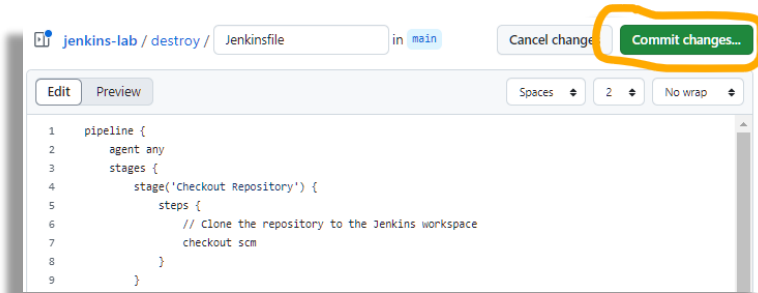 jenkins-lab / destroy / Jenkinsfile in main Cancel change Commit changes...
Edit Preview Spaces 2 No wrap
1 pipeline {
2 agent any
3 stages {
4 stage('Checkout Repository') {
5 steps {
6 // Clone the repository to the Jenkins workspace
7 checkout scm
8 }
9 }